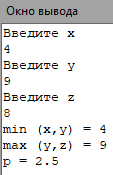 Окно вывода
Введите x
4
Введите y
9
Введите z
8
min (x,y) = 4
max (y,z) = 9
p = 2.5